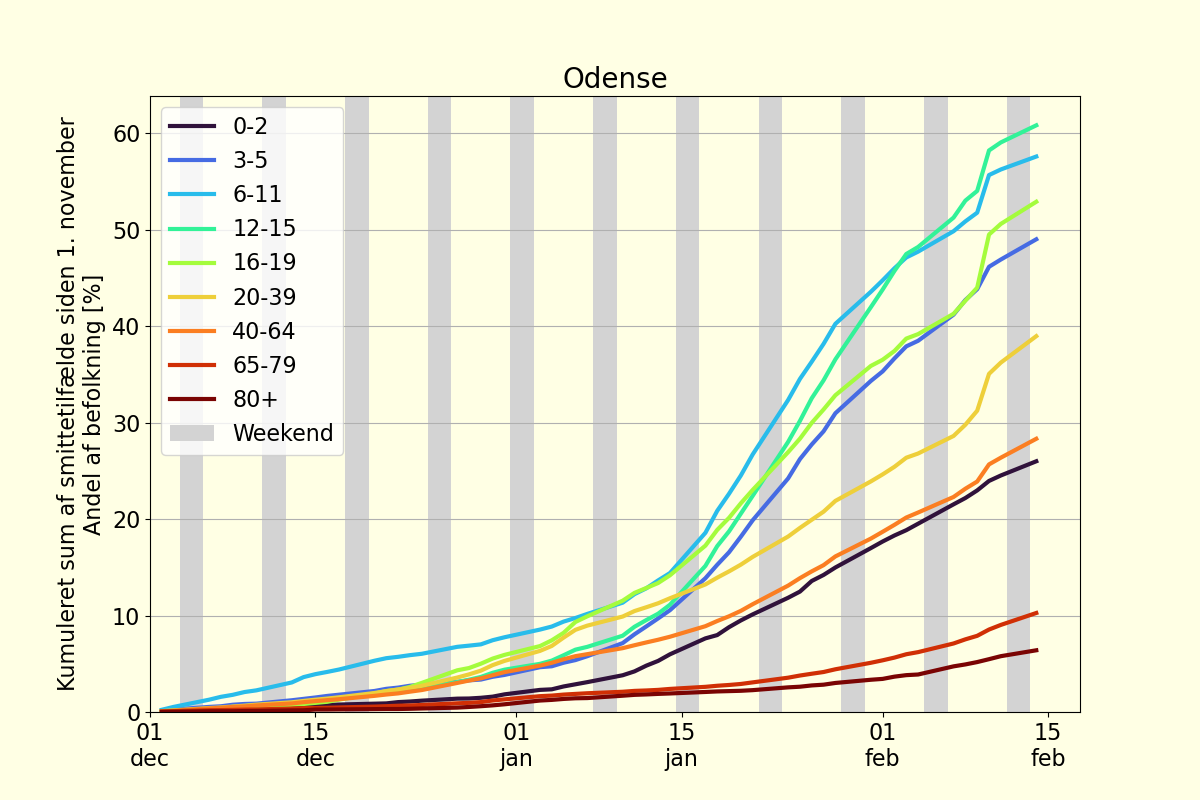 Odense
Kumuleret sum af smittetilfælde siden 1. november
Andel af befolkning [%]
60
50
40
30
20
10
0
0-2
3-5
6-11
12-15
16-19
20-39
40-64
65-79
80+
Weekend
01 15 01 15 01 15
dec dec jan jan feb feb